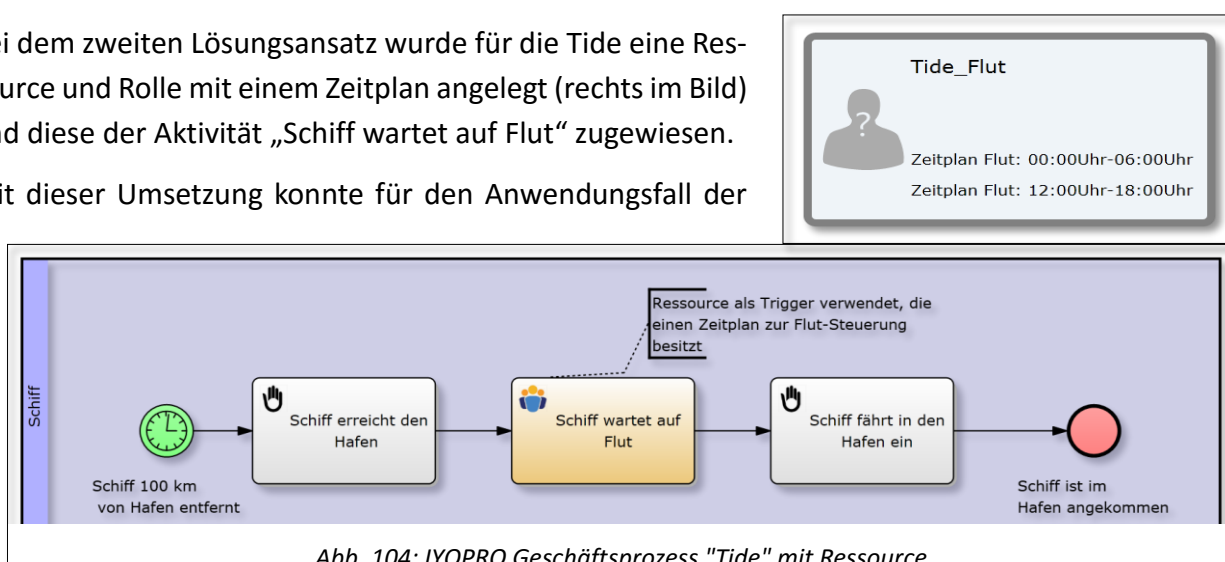 ei dem zweiten Lösungsansatz wurde für die Tide eine Res-
urce und Rolle mit einem Zeitplan angelegt (rechts im Bild)
nd diese der Aktivität „Schiff wartet auf Flut“ zugewiesen.
it dieser Umsetzung konnte für den Anwendungsfall der
Tide_Flut
?
Zeitplan Flut: 00:00Uhr-06:00Uhr
Zeitplan Flut: 12:00Uhr-18:00Uhr
Schiff
Ressource als Trigger verwendet, die
einen Zeitplan zur Flut-Steuerung
besitzt
Schiff 100 km
von Hafen entfernt
Schiff erreicht den
Hafen
Schiff wartet auf
Flut
Schiff fährt in den
Hafen ein
Schiff ist im
Hafen angekommen
Abb. 104: IYOPRO Geschäftsprozess "Tide" mit Ressource